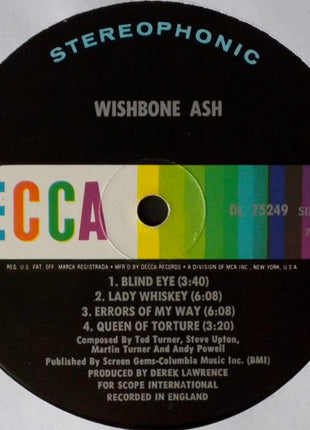 STEREOPHONIC
WISHBONE ASH
ECCA
DL 75249
REG. U.S. PAT. OFF. MARCA REGISTRADA • MFR'D BY DECCA RECORDS • A DIVISION OF MCA INC., NEW YORK, U.S.A
1. BLIND EYE (3:40)
2. LADY WHISKEY (6:08)
3. ERRORS OF MY WAY (6:08)
4. QUEEN OF TORTURE (3:20)
Composed By Ted Turner, Steve Upton,
Martin Turner And Andy Powell
Published By Screen Gems-Columbia Music Inc. (BMI)
PRODUCED BY DEREK LAWRENCE
FOR SCOPE INTERNATIONAL
RECORDED IN ENGLAND